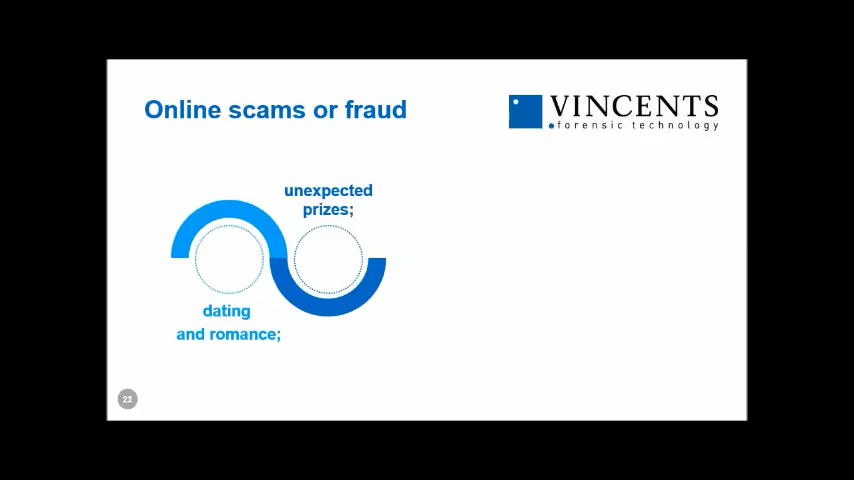 Online scams or fraud
VINCENTS
forensic technology
unexpected
prizes;
dating
and romance;
22